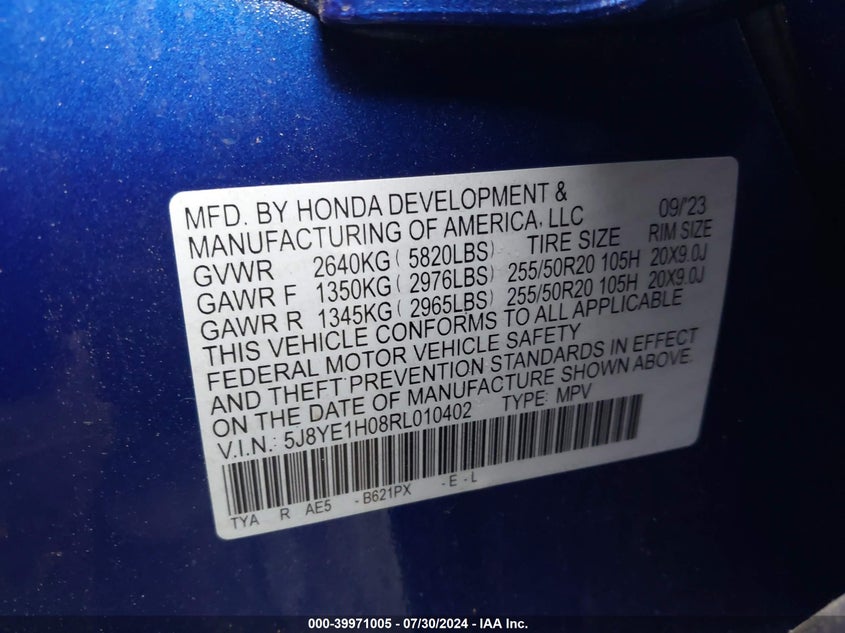 MFD. BY HONDA DEVELOPMENT & 09/'23
MANUFACTURING OF AMERICA, LLC
GVWR 2640KG ( 5820LBS) TIRE SIZE RIM SIZE
GAWR F 1350KG ( 2976LBS) 255/50R20 105H 20X9.0J
GAWR R 1345KG ( 2965LBS) 255/50R20 105H 20X9.0J
THIS VEHICLE CONFORMS TO ALL APPLICABLE
FEDERAL MOTOR VEHICLE SAFETY
AND THEFT PREVENTION STANDARDS IN EFFECT
ON THE DATE OF MANUFACTURE SHOWN ABOVE.
V.I.N.: 5J8YE1H08RL010402 TYPE: MPV
TYA R AE5 - B621PX - E - L
000-39971005 - 07/30/2024 - IAA Inc.